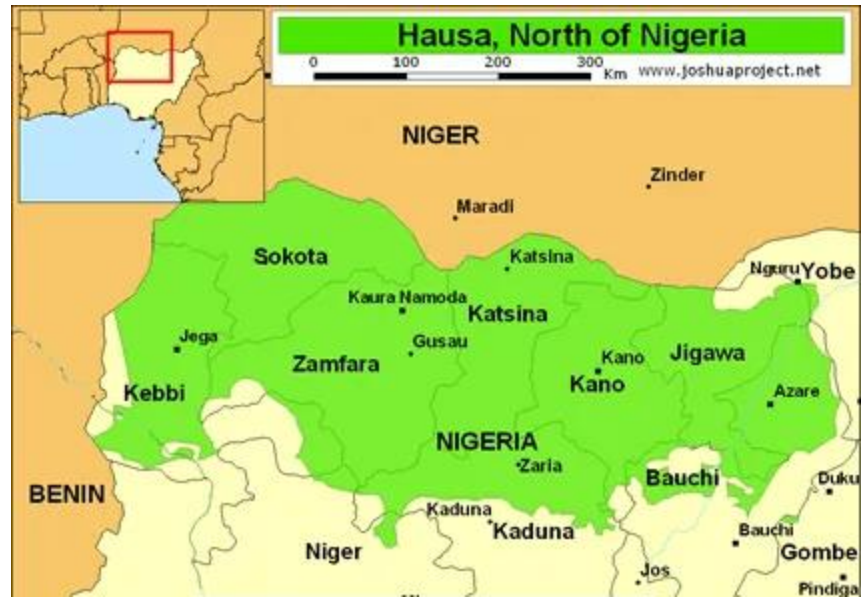 Hausa, North of Nigeria
0 100 200 300 Km www.joshuaproject.net
NIGER
Zinder
Maradi
Sokota
Katsina
Nguru Yobe
Kaura Namoda
Katsina
Jega
Gusau
Kano
Jigawa
Zamfara
Kebbi
Kano
Azare
NIGERIA
Zaria
Bauchi
Duku
BENIN
Kaduna
Kaduna
Bauchi
Niger
Gombe
Jos
Pindiga